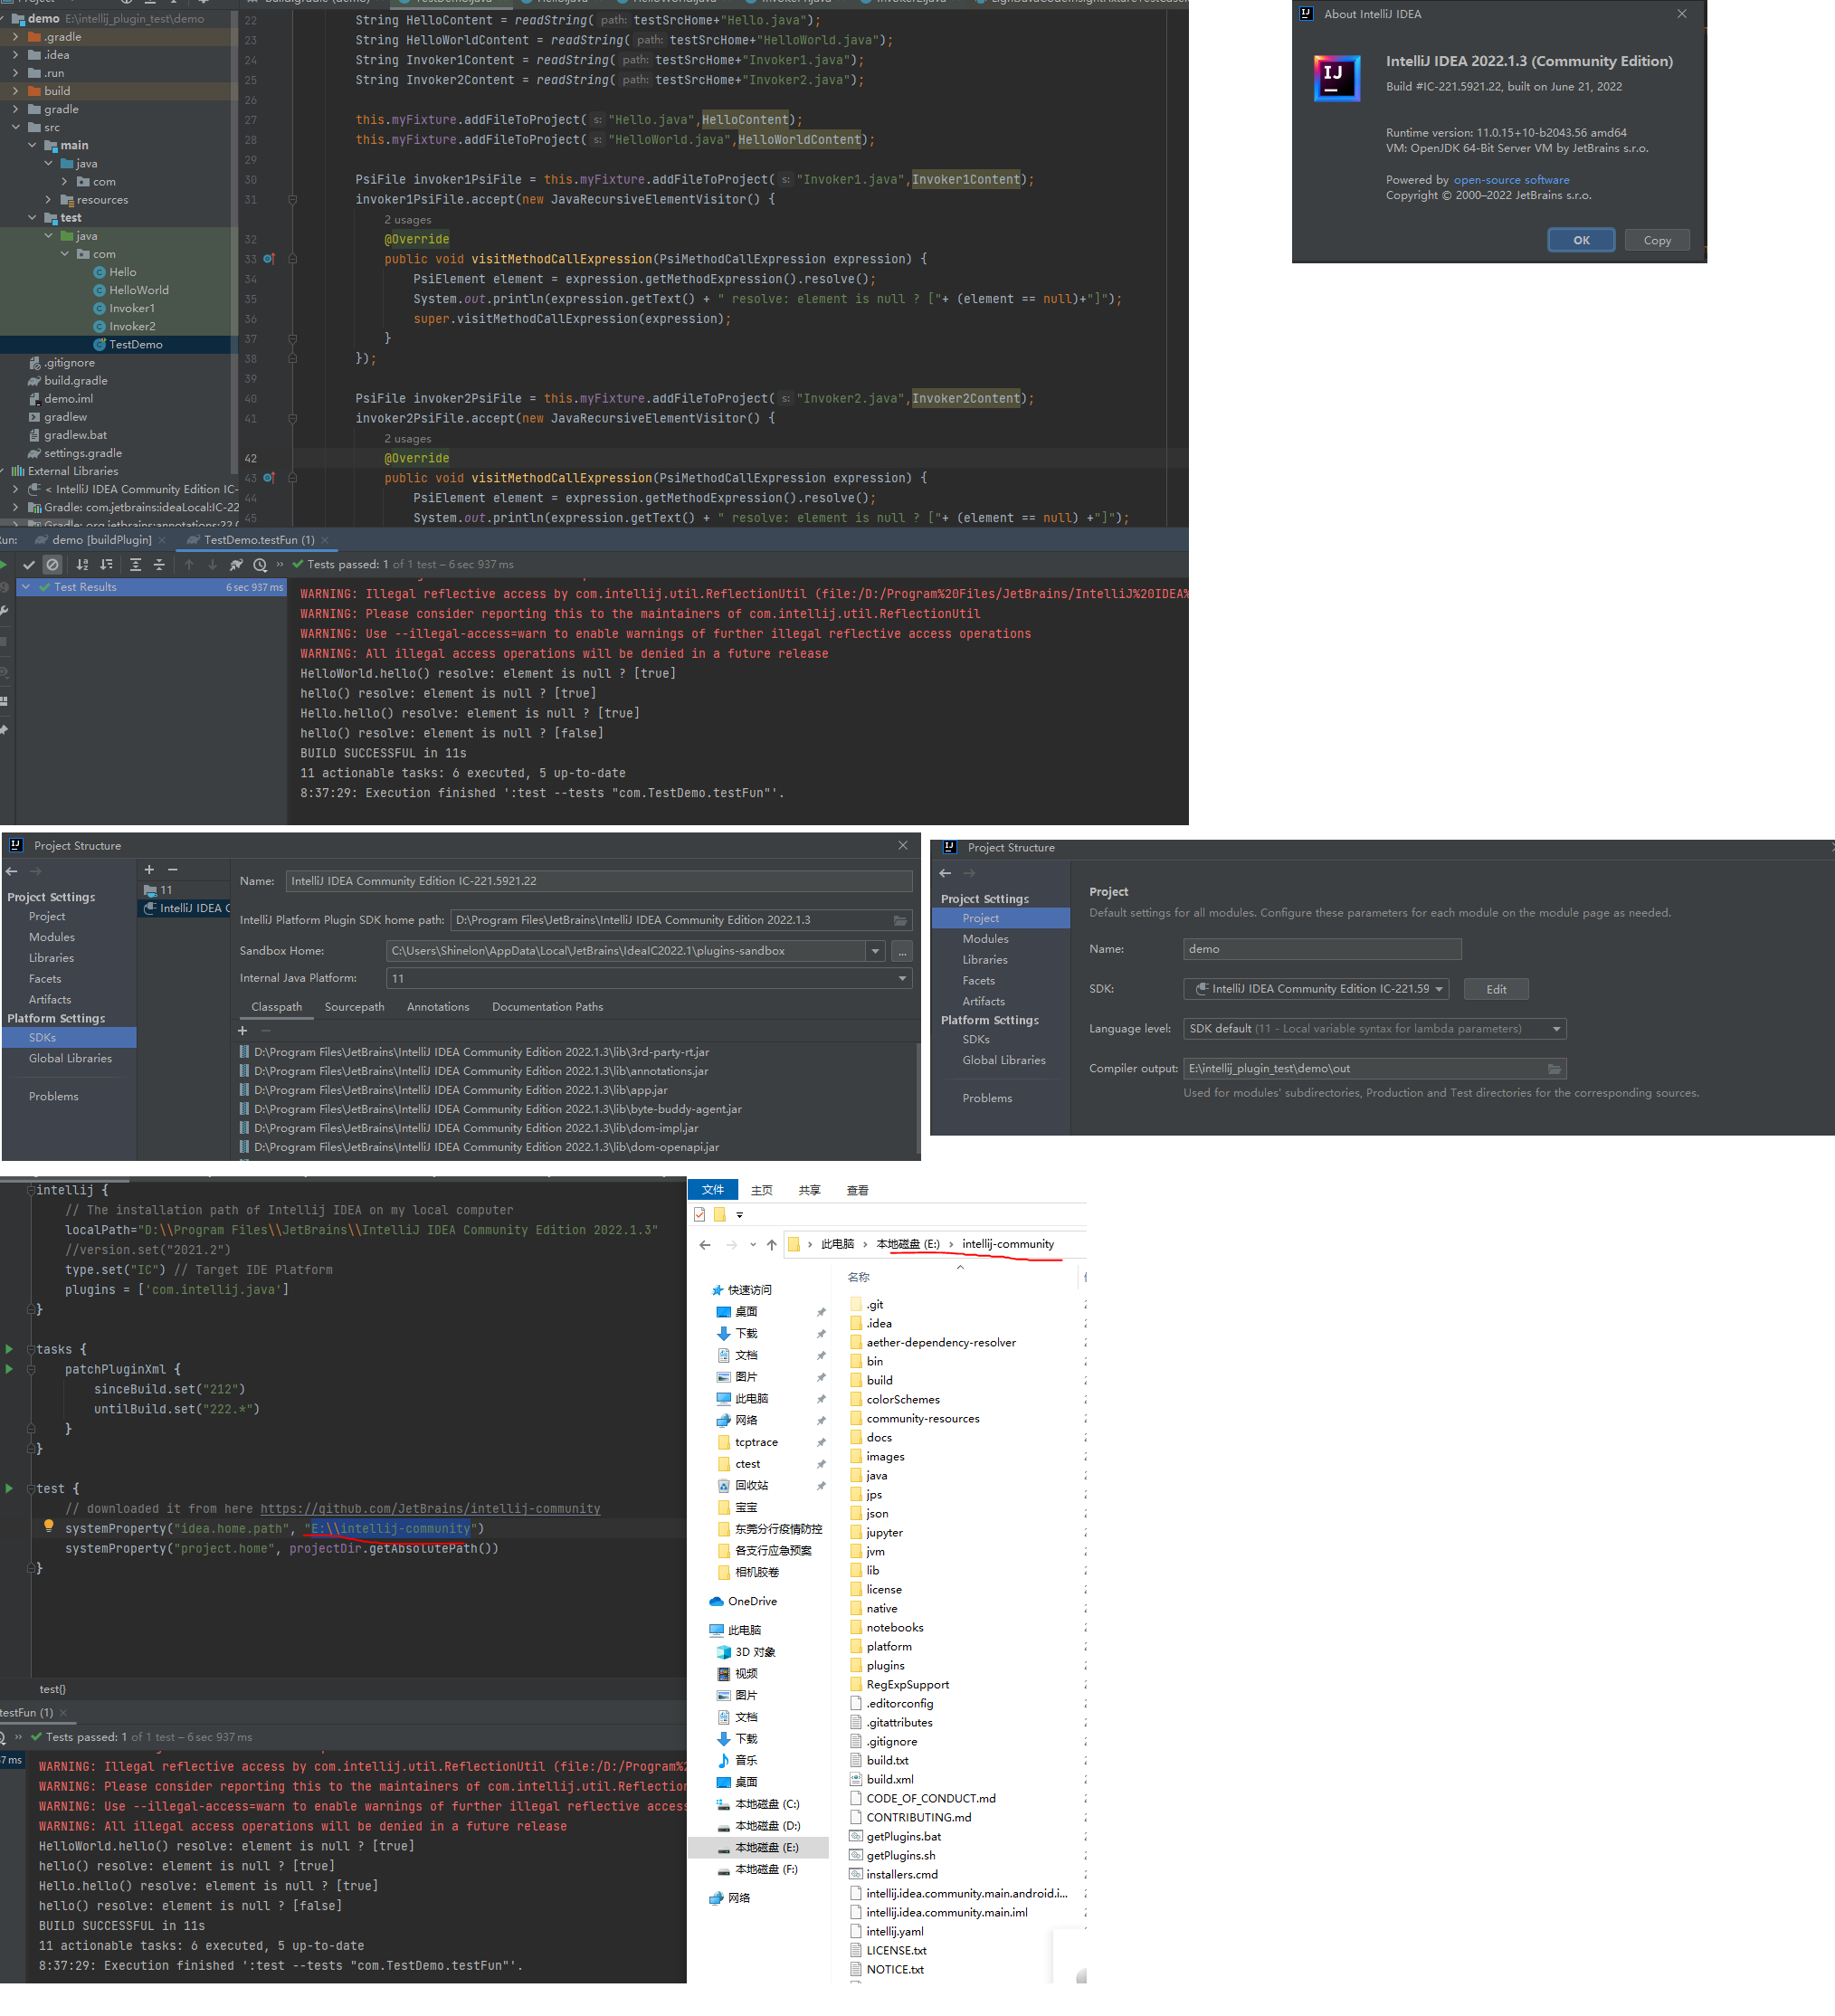 demo E:\intellij_plugin_test\demo
.gradle
.idea
.run
build
gradle
src
main
java
com
resources
test
java
com
Hello
HelloWorld
Invoker1
Invoker2
TestDemo
.gitignore
build.gradle
demo.iml
gradlew
gradlew.bat
settings.gradle
External Libraries
< IntelliJ IDEA Community Edition IC-
Gradle: com.jetbrains:ideaLocal:IC-22
22 String HelloContent = readString( path: testSrcHome+"Hello.java");
23 String HelloWorldContent = readString( path: testSrcHome+"HelloWorld.java");
24 String Invoker1Content = readString( path: testSrcHome+"Invoker1.java");
25 String Invoker2Content = readString( path: testSrcHome+"Invoker2.java");
26
27 this.myFixture.addFileToProject( s: "Hello.java",HelloContent);
28 this.myFixture.addFileToProject( s: "HelloWorld.java",HelloWorldContent);
29
30 PsiFile invoker1PsiFile = this.myFixture.addFileToProject( s: "Invoker1.java",Invoker1Content);
31 invoker1PsiFile.accept(new JavaRecursiveElementVisitor() {
2 usages
32 @Override
33 public void visitMethodCallExpression(PsiMethodCallExpression expression) {
34 PsiElement element = expression.getMethodExpression().resolve();
35 System.out.println(expression.getText() + " resolve: element is null ? ["+ (element == null)+"]");
36 super.visitMethodCallExpression(expression);
37 }
38 });
39
40 PsiFile invoker2PsiFile = this.myFixture.addFileToProject( s: "Invoker2.java",Invoker2Content);
41 invoker2PsiFile.accept(new JavaRecursiveElementVisitor() {
2 usages
42 @Override
43 public void visitMethodCallExpression(PsiMethodCallExpression expression) {
44 PsiElement element = expression.getMethodExpression().resolve();
45 System.out.println(expression.getText() + " resolve: element is null ? ["+ (element == null) +"]");
demo [buildPlugin] TestDemo.testFun (1)
Tests passed: 1 of 1 test – 6 sec 937 ms
Test Results 6 sec 937 ms
WARNING: Illegal reflective access by com.intellij.util.ReflectionUtil (file:/D:/Program%20Files/JetBrains/IntelliJ%20IDEA%
WARNING: Please consider reporting this to the maintainers of com.intellij.util.ReflectionUtil
WARNING: Use --illegal-access=warn to enable warnings of further illegal reflective access operations
WARNING: All illegal access operations will be denied in a future release
HelloWorld.hello() resolve: element is null ? [true]
hello() resolve: element is null ? [true]
Hello.hello() resolve: element is null ? [true]
hello() resolve: element is null ? [false]
BUILD SUCCESSFUL in 11s
11 actionable tasks: 6 executed, 5 up-to-date
8:37:29: Execution finished ':test --tests "com.TestDemo.testFun"'.
About IntelliJ IDEA
IntelliJ IDEA 2022.1.3 (Community Edition)
Build #IC-221.5921.22, built on June 21, 2022
Runtime version: 11.0.15+10-b2043.56 amd64
VM: OpenJDK 64-Bit Server VM by JetBrains s.r.o.
Powered by open-source software
Copyright © 2000–2022 JetBrains s.r.o.
OK Copy
Project Structure
Project Settings
Project
Modules
Libraries
Facets
Artifacts
Platform Settings
SDKs
Global Libraries
Problems
11
IntelliJ IDEA C
Name: IntelliJ IDEA Community Edition IC-221.5921.22
IntelliJ Platform Plugin SDK home path: D:\Program Files\JetBrains\IntelliJ IDEA Community Edition 2022.1.3
Sandbox Home: C:\Users\Shinelon\AppData\Local\JetBrains\IdeaIC2022.1\plugins-sandbox
Internal Java Platform: 11
Classpath Sourcepath Annotations Documentation Paths
D:\Program Files\JetBrains\IntelliJ IDEA Community Edition 2022.1.3\lib\3rd-party-rt.jar
D:\Program Files\JetBrains\IntelliJ IDEA Community Edition 2022.1.3\lib\annotations.jar
D:\Program Files\JetBrains\IntelliJ IDEA Community Edition 2022.1.3\lib\app.jar
D:\Program Files\JetBrains\IntelliJ IDEA Community Edition 2022.1.3\lib\byte-buddy-agent.jar
D:\Program Files\JetBrains\IntelliJ IDEA Community Edition 2022.1.3\lib\dom-impl.jar
D:\Program Files\JetBrains\IntelliJ IDEA Community Edition 2022.1.3\lib\dom-openapi.jar
Project Structure
Project Settings
Project
Modules
Libraries
Facets
Artifacts
Platform Settings
SDKs
Global Libraries
Problems
Project
Default settings for all modules. Configure these parameters for each module on the module page as needed.
Name: demo
SDK: IntelliJ IDEA Community Edition IC-221.59 Edit
Language level: SDK default (11 - Local variable syntax for lambda parameters)
Compiler output: E:\intellij_plugin_test\demo\out
Used for modules' subdirectories, Production and Test directories for the corresponding sources.
intellij {
// The installation path of Intellij IDEA on my local computer
localPath="D:\\Program Files\\JetBrains\\IntelliJ IDEA Community Edition 2022.1.3"
//version.set("2021.2")
type.set("IC") // Target IDE Platform
plugins = ['com.intellij.java']
}
tasks {
patchPluginXml {
sinceBuild.set("212")
untilBuild.set("222.*")
}
}
test {
// downloaded it from here https://github.com/JetBrains/intellij-community
systemProperty("idea.home.path", "E:\\intellij-community")
systemProperty("project.home", projectDir.getAbsolutePath())
}
test{}
testFun (1)
Tests passed: 1 of 1 test – 6 sec 937 ms
7 ms
WARNING: Illegal reflective access by com.intellij.util.ReflectionUtil (file:/D:/Program%2
WARNING: Please consider reporting this to the maintainers of com.intellij.util.Reflection
WARNING: Use --illegal-access=warn to enable warnings of further illegal reflective access
WARNING: All illegal access operations will be denied in a future release
HelloWorld.hello() resolve: element is null ? [true]
hello() resolve: element is null ? [true]
Hello.hello() resolve: element is null ? [true]
hello() resolve: element is null ? [false]
BUILD SUCCESSFUL in 11s
11 actionable tasks: 6 executed, 5 up-to-date
8:37:29: Execution finished ':test --tests "com.TestDemo.testFun"'.
文件 主页 共享 查看
此电脑 本地磁盘 (E:) intellij-community
快速访问
桌面
下载
文档
图片
此电脑
网络
tcptrace
ctest
回收站
宝宝
东莞分行疫情防控
各支行应急预案
相机胶卷
OneDrive
此电脑
3D 对象
视频
图片
文档
下载
音乐
桌面
本地磁盘 (C:)
本地磁盘 (D:)
本地磁盘 (E:)
本地磁盘 (F:)
网络
名称
.git
.idea
aether-dependency-resolver
bin
build
colorSchemes
community-resources
docs
images
java
jps
json
jupyter
jvm
lib
license
native
notebooks
platform
plugins
RegExpSupport
.editorconfig
.gitattributes
.gitignore
build.txt
build.xml
CODE_OF_CONDUCT.md
CONTRIBUTING.md
getPlugins.bat
getPlugins.sh
installers.cmd
intellij.idea.community.main.android.i...
intellij.idea.community.main.iml
intellij.yaml
LICENSE.txt
NOTICE.txt